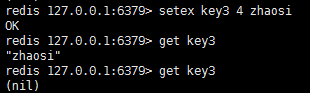 redis 127.0.0.1:6379> setex key3 4 zhaosi
OK
redis 127.0.0.1:6379> get key3
"zhaosi"
redis 127.0.0.1:6379> get key3
(nil)